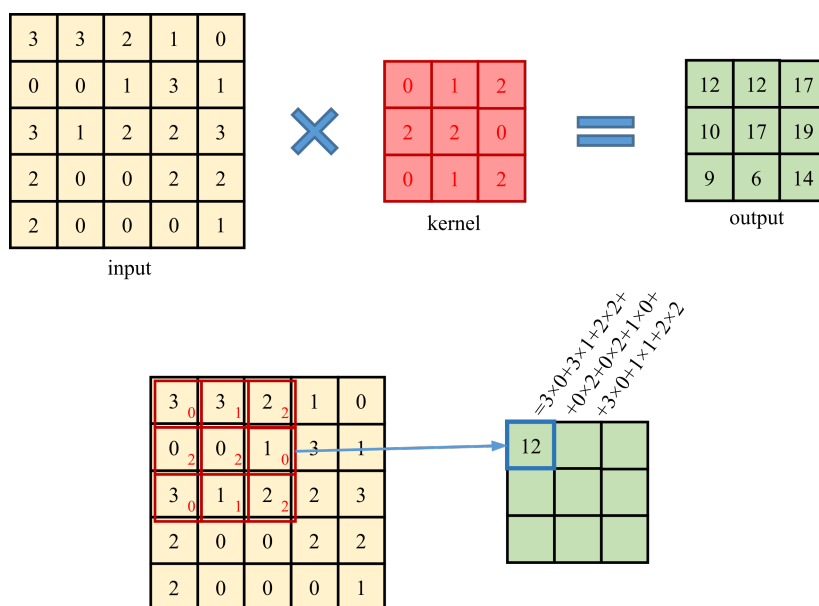 3 3 2 1 0
0 0 1 3 1
3 1 2 2 3
2 0 0 2 2
2 0 0 0 1
input
×
0 1 2
2 2 0
0 1 2
kernel
=
12 12 17
10 17 19
9 6 14
output
3 0 3 1 2 2 1 0
0 2 0 2 1 0 3 1
3 0 1 1 2 2 2 3
2 0 0 2 2
2 0 0 0 1
=3×0+3×1+2×2+
+0×2+0×2+1×0+
+3×0+1×1+2×2
12